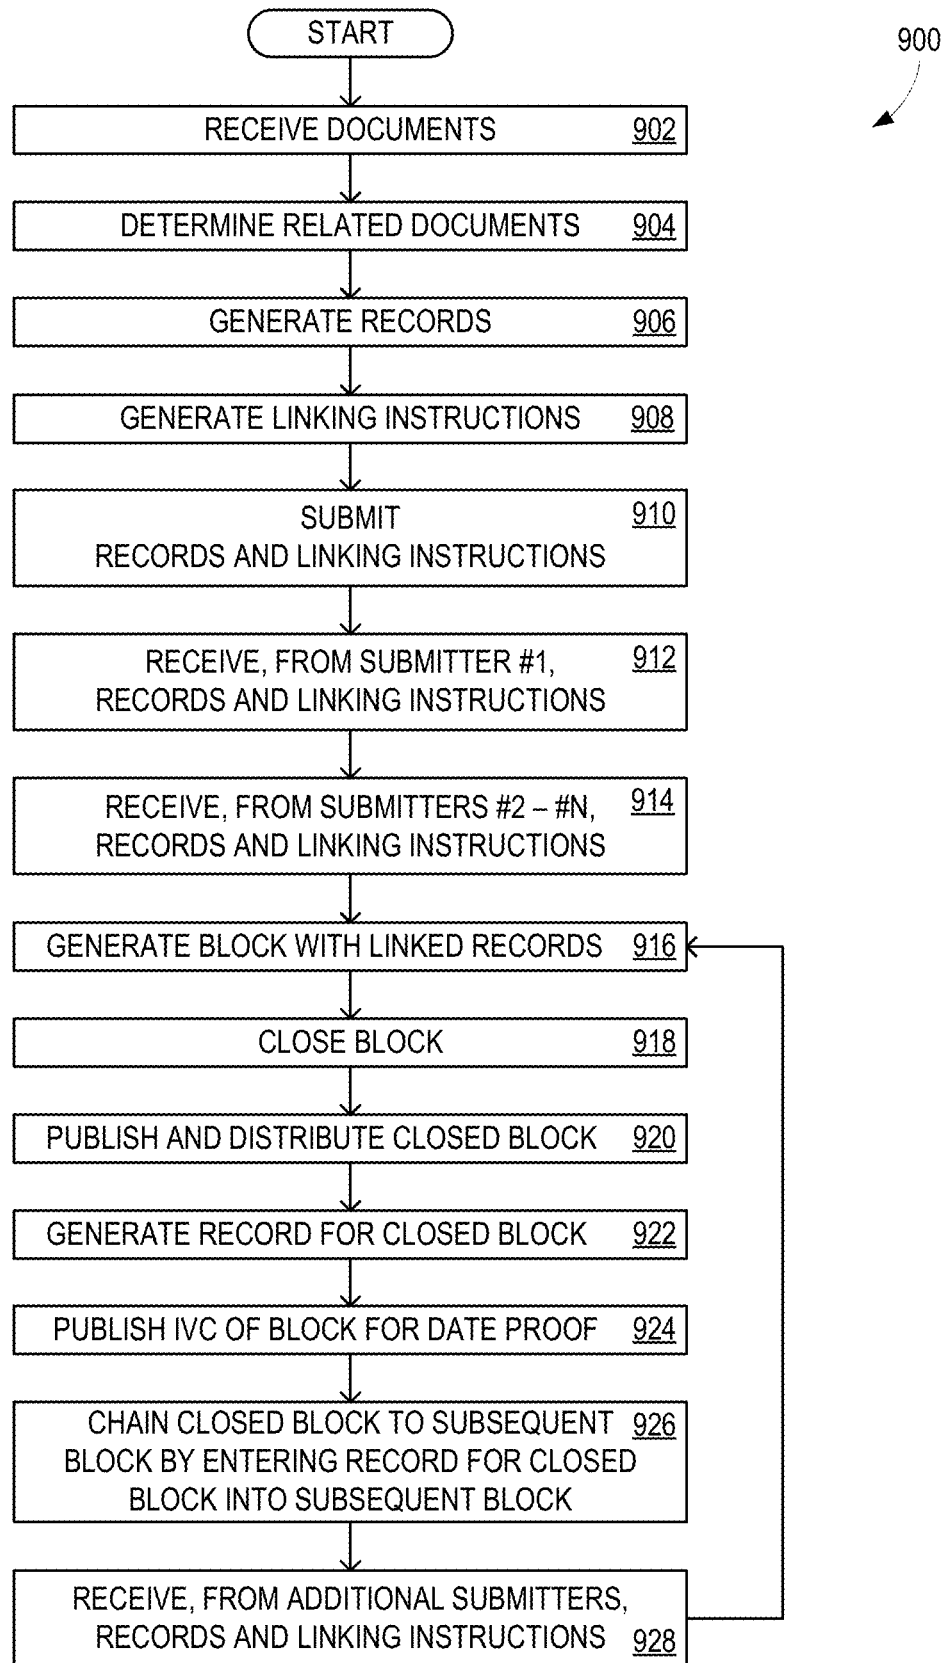 START
900
RECEIVE DOCUMENTS 902
DETERMINE RELATED DOCUMENTS 904
GENERATE RECORDS 906
GENERATE LINKING INSTRUCTIONS 908
SUBMIT 910
RECORDS AND LINKING INSTRUCTIONS
RECEIVE, FROM SUBMITTER #1, 912
RECORDS AND LINKING INSTRUCTIONS
RECEIVE, FROM SUBMITTERS #2 – #N, 914
RECORDS AND LINKING INSTRUCTIONS
GENERATE BLOCK WITH LINKED RECORDS 916
CLOSE BLOCK 918
PUBLISH AND DISTRIBUTE CLOSED BLOCK 920
GENERATE RECORD FOR CLOSED BLOCK 922
PUBLISH IVC OF BLOCK FOR DATE PROOF 924
CHAIN CLOSED BLOCK TO SUBSEQUENT 926
BLOCK BY ENTERING RECORD FOR CLOSED
BLOCK INTO SUBSEQUENT BLOCK
RECEIVE, FROM ADDITIONAL SUBMITTERS,
RECORDS AND LINKING INSTRUCTIONS 928